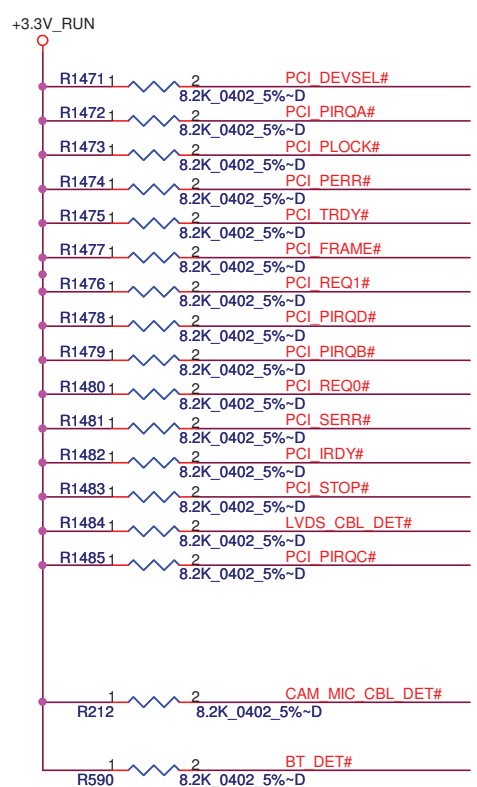 +3.3V_RUN
R1471 1 2 PCI_DEVSEL#
8.2K_0402_5%~D
R1472 1 2 PCI_PIRQA#
8.2K_0402_5%~D
R1473 1 2 PCI_PLOCK#
8.2K_0402_5%~D
R1474 1 2 PCI_PERR#
8.2K_0402_5%~D
R1475 1 2 PCI_TRDY#
8.2K_0402_5%~D
R1477 1 2 PCI_FRAME#
8.2K_0402_5%~D
R1476 1 2 PCI_REQ1#
8.2K_0402_5%~D
R1478 1 2 PCI_PIRQD#
8.2K_0402_5%~D
R1479 1 2 PCI_PIRQB#
8.2K_0402_5%~D
R1480 1 2 PCI_REQ0#
8.2K_0402_5%~D
R1481 1 2 PCI_SERR#
8.2K_0402_5%~D
R1482 1 2 PCI_IRDY#
8.2K_0402_5%~D
R1483 1 2 PCI_STOP#
8.2K_0402_5%~D
R1484 1 2 LVDS_CBL_DET#
8.2K_0402_5%~D
R1485 1 2 PCI_PIRQC#
8.2K_0402_5%~D
1 2 CAM_MIC_CBL_DET#
R212 8.2K_0402_5%~D
1 2 BT_DET#
R590 8.2K_0402_5%~D